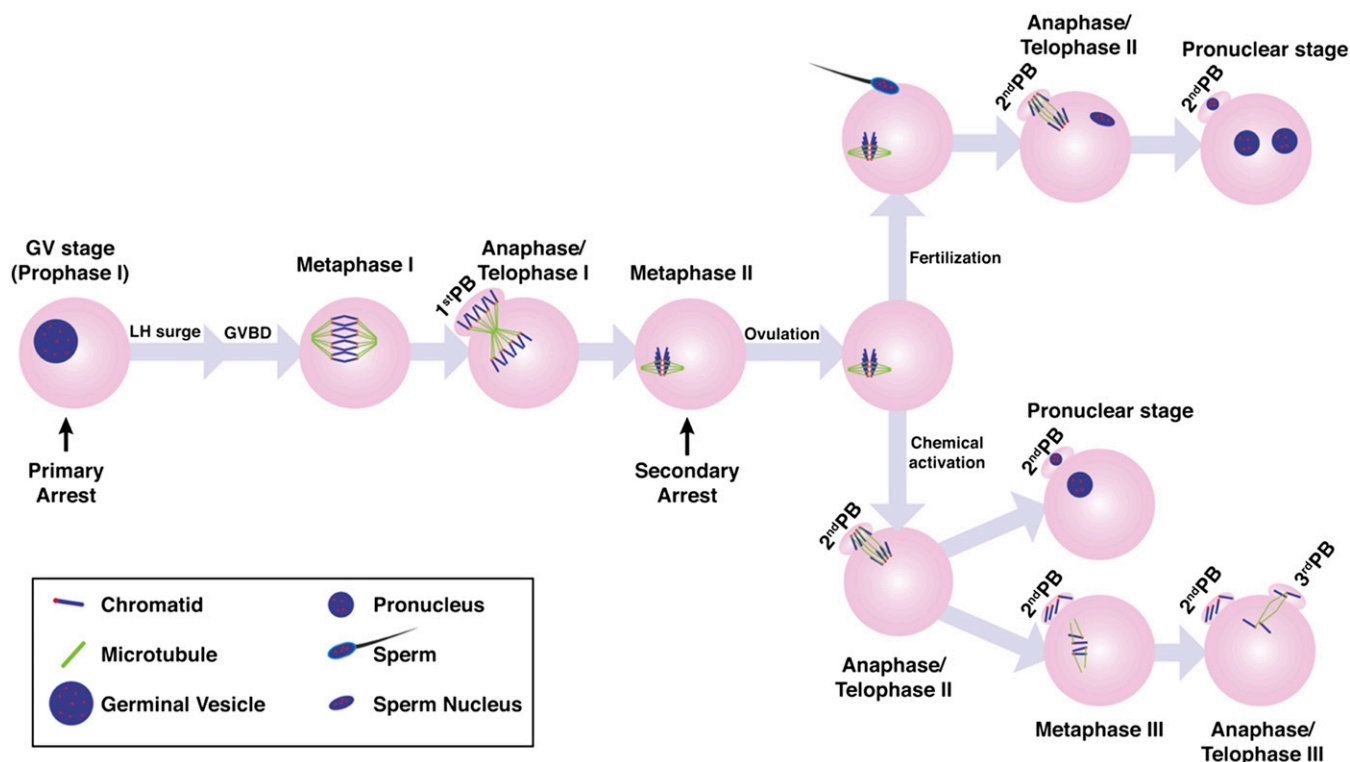 GV stage
(Prophase I)
LH surge
GVBD
Primary
Arrest
Metaphase I
Anaphase/
Telophase I
1stPB
Metaphase II
Secondary
Arrest
Ovulation
Fertilization
Anaphase/
Telophase II
2ndPB
Pronuclear stage
2ndPB
Chemical
activation
2ndPB
Anaphase/
Telophase II
Pronuclear stage
2ndPB
2ndPB
Metaphase III
2ndPB
3rdPB
Anaphase/
Telophase III
Chromatid
Microtubule
Germinal Vesicle
Pronucleus
Sperm
Sperm Nucleus